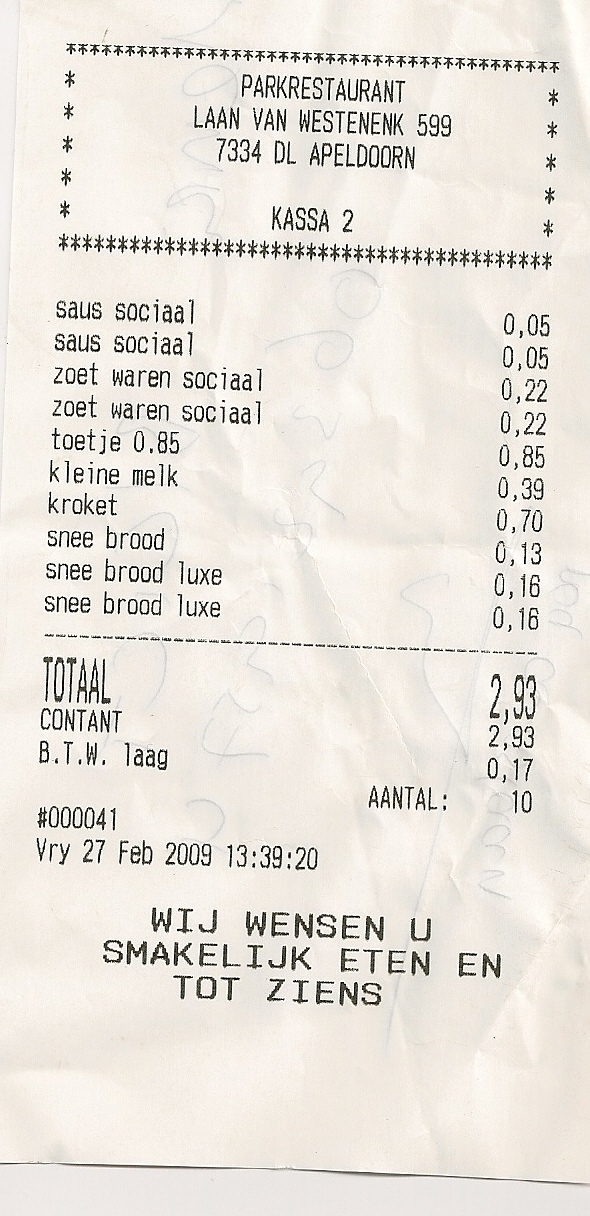 ****************************************
* PARKRESTAURANT *
* LAAN VAN WESTENENK 599 *
* 7334 DL APELDOORN *
* *
* KASSA 2 *
****************************************
saus sociaal 0,05
saus sociaal 0,05
zoet waren sociaal 0,22
zoet waren sociaal 0,22
toetje 0.85 0,85
kleine melk 0,39
kroket 0,70
snee brood 0,13
snee brood luxe 0,16
snee brood luxe 0,16
TOTAAL 2,93
CONTANT 2,93
B.T.W. laag 0,17
AANTAL: 10
#000041
Vry 27 Feb 2009 13:39:20
WIJ WENSEN U
SMAKELIJK ETEN EN
TOT ZIENS